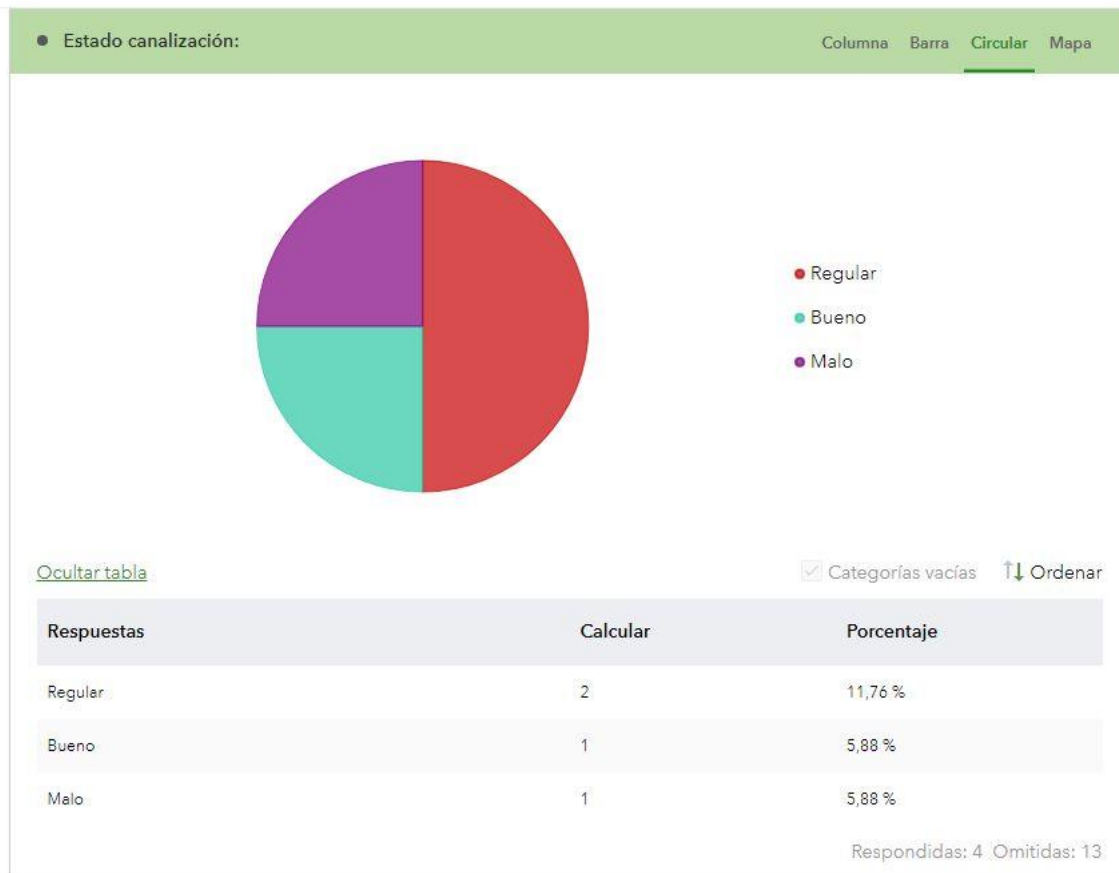 Estado canalización:
Columna Barra Circular Mapa
Regular
Bueno
Malo
Ocultar tabla
Categorías vacías Ordenar
Respuestas Calcular Porcentaje
Regular 2 11,76 %
Bueno 1 5,88 %
Malo 1 5,88 %
Respondidas: 4 Omitidas: 13